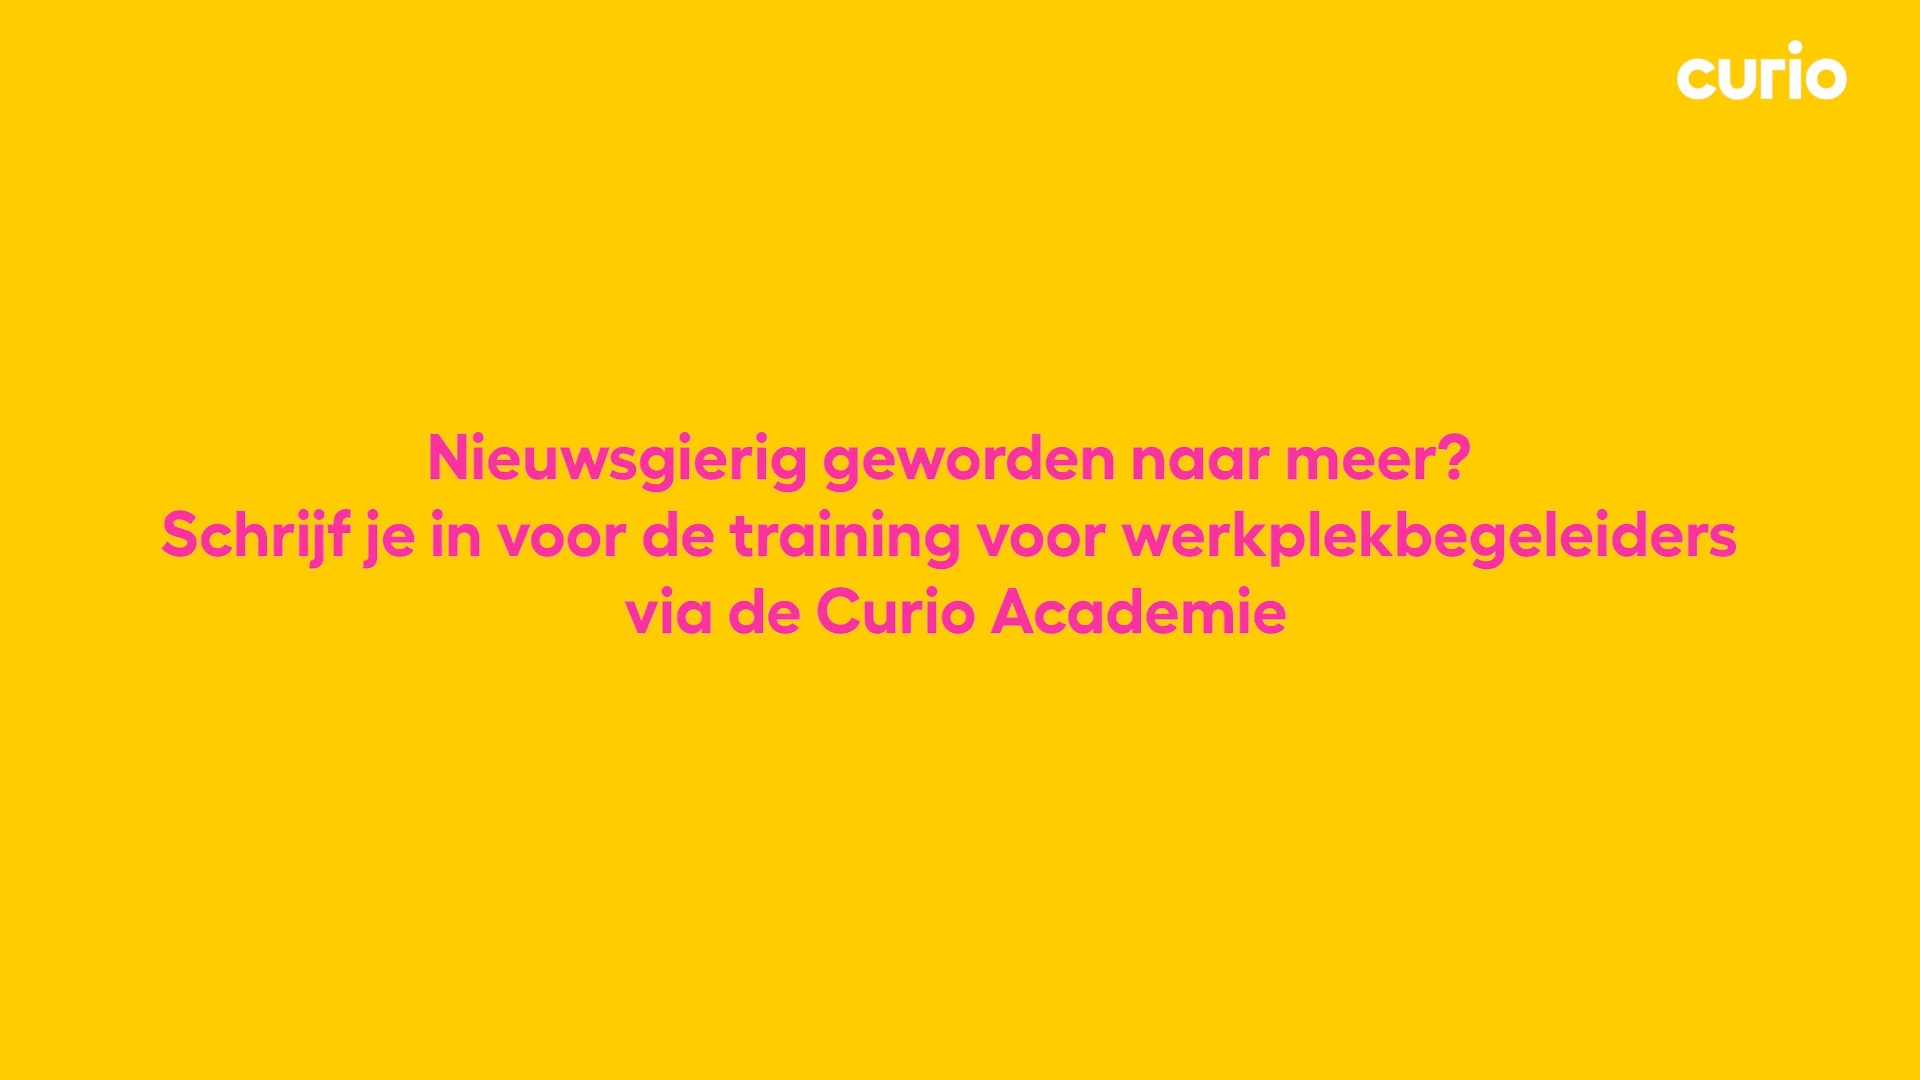 curio
Nieuwsgierig geworden naar meer?
Schrijf je in voor de training voor werkplekbegeleiders
via de Curio Academie